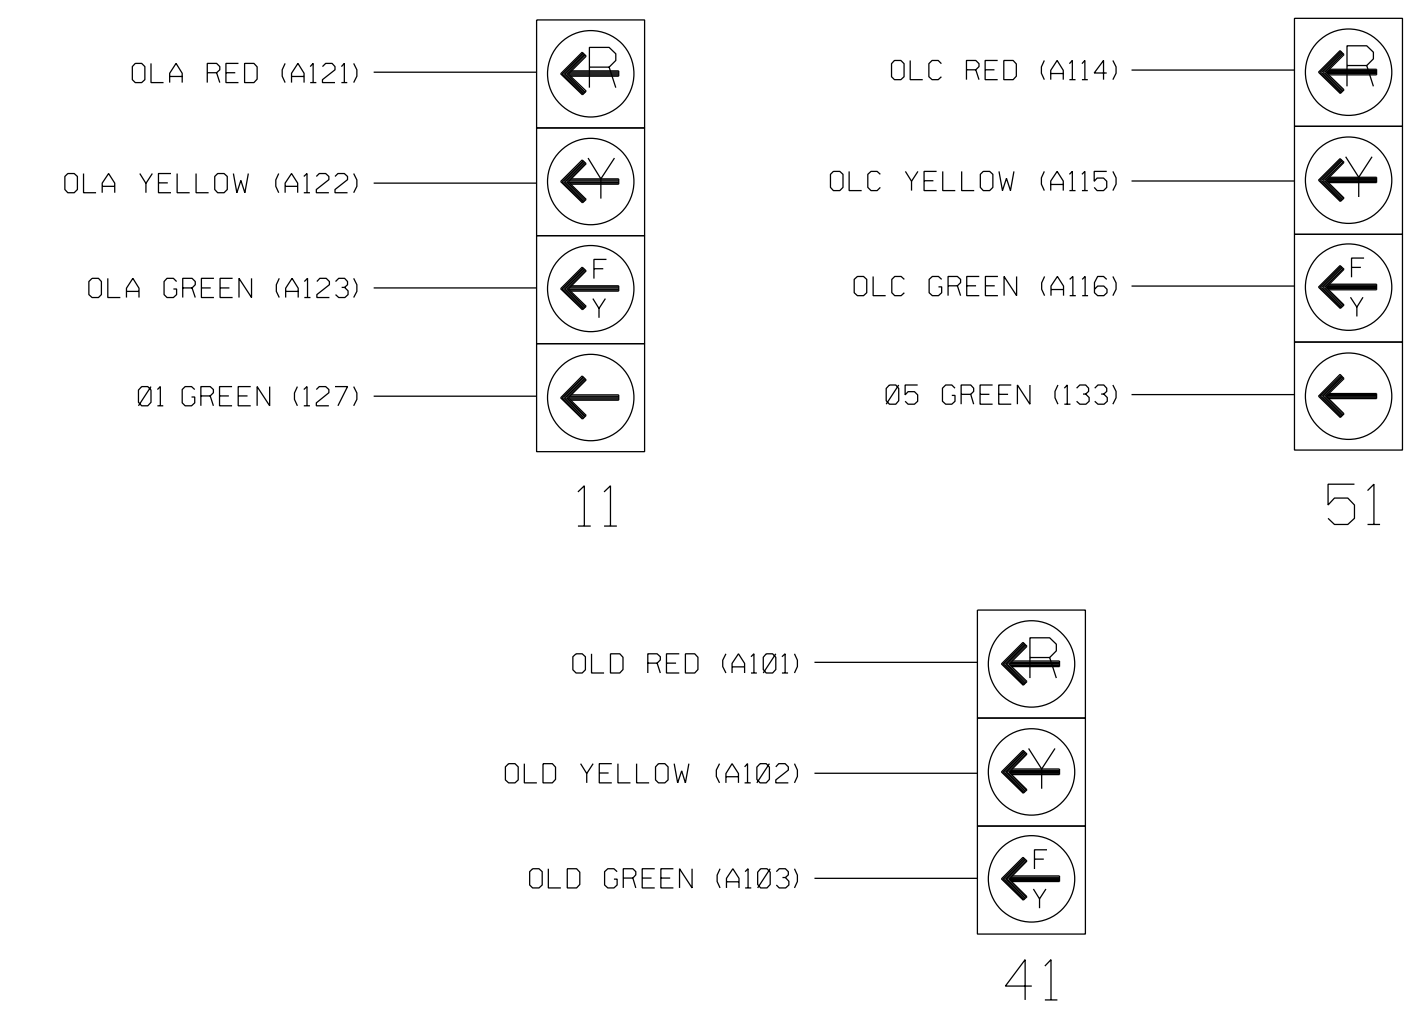 OLA RED (A121)
R
OLA YELLOW (A122)
Y
OLA GREEN (A123)
F
Y
Ø1 GREEN (127)
11
OLC RED (A114)
R
OLC YELLOW (A115)
Y
OLC GREEN (A116)
F
Y
Ø5 GREEN (133)
51
OLD RED (A1Ø1)
R
OLD YELLOW (A1Ø2)
Y
OLD GREEN (A1Ø3)
F
Y
41